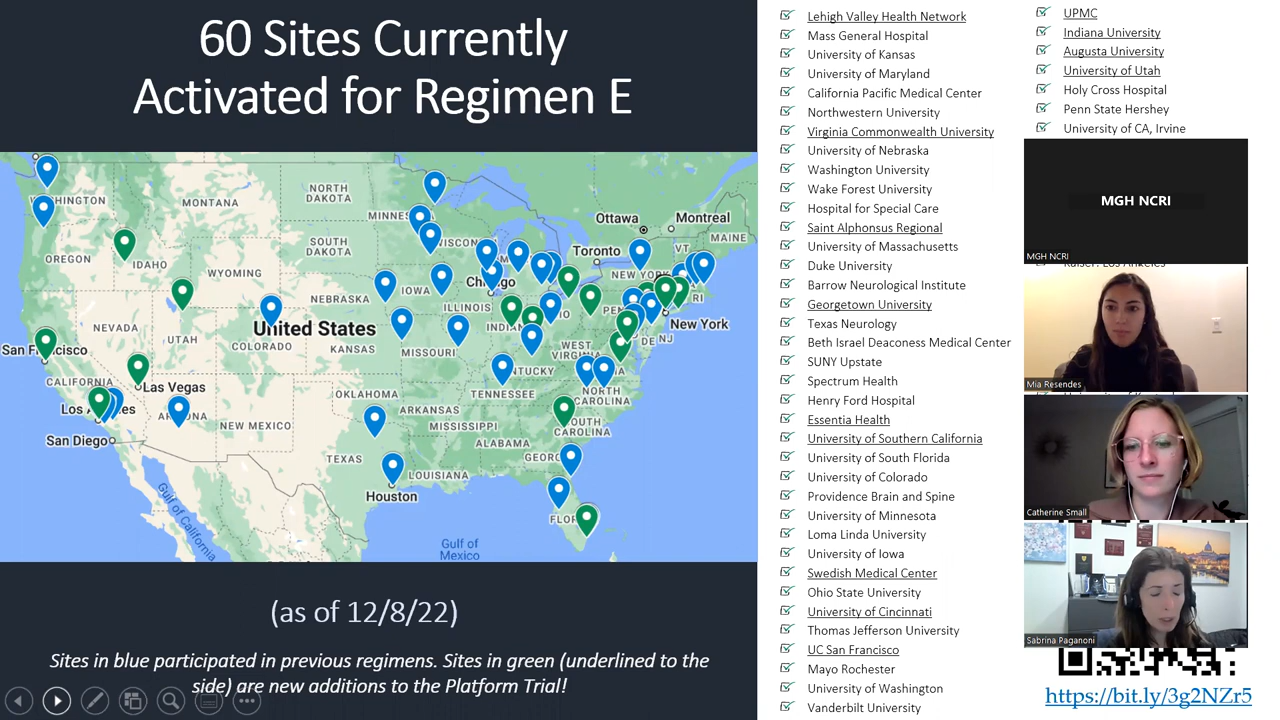 60 Sites Currently
Activated for Regimen E
WASHINGTON
OREGON
IDAHO
MONTANA
NORTH
DAKOTA
SOUTH
DAKOTA
WYOMING
NEBRASKA
IOWA
ILLINOIS
Chicago
WISCON
Ottawa
Montreal
MAINE
VT
Toronto
NEW YORK
RI
New York
NEVADA
UTAH
COLORADO
United States
KANSAS
MISSOURI
WEST
VIRGINIA
DE
NJ
San Francisco
CALIFORNIA
Las Vegas
Los Angeles
San Diego
NEW MEXICO
OKLAHOMA
ARKANSAS
TENNESSEE
NORTH
CAROLINA
SOUTH
CAROLINA
MISSISSIPPI
ALABAMA
TEXAS
LOUISIANA
Houston
Gulf of
Mexico
Gulf of California
(as of 12/8/22)
Sites in blue participated in previous regimens. Sites in green (underlined to the
side) are new additions to the Platform Trial!
Lehigh Valley Health Network
Mass General Hospital
University of Kansas
University of Maryland
California Pacific Medical Center
Northwestern University
Virginia Commonwealth University
University of Nebraska
Washington University
Wake Forest University
Hospital for Special Care
Saint Alphonsus Regional
University of Massachusetts
Duke University
Barrow Neurological Institute
Georgetown University
Texas Neurology
Beth Israel Deaconess Medical Center
SUNY Upstate
Spectrum Health
Henry Ford Hospital
Essentia Health
University of Southern California
University of South Florida
University of Colorado
Providence Brain and Spine
University of Minnesota
Loma Linda University
University of Iowa
Swedish Medical Center
Ohio State University
University of Cincinnati
Thomas Jefferson University
UC San Francisco
Mayo Rochester
University of Washington
Vanderbilt University
UPMC
Indiana University
Augusta University
University of Utah
Holy Cross Hospital
Penn State Hershey
University of CA, Irvine
MGH NCRI
MGH NCRI
Mia Resendes
Catherine Small
Sabrina Paganoni
https://bit.ly/3g2NZr5